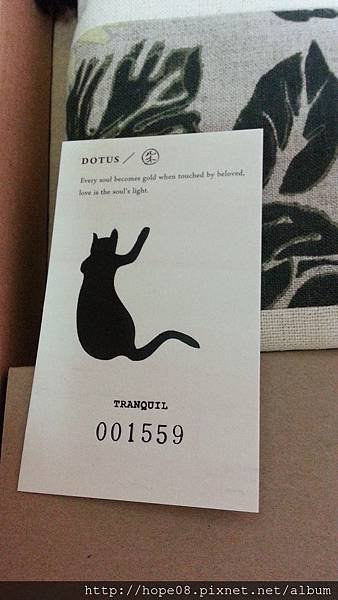 DOTUS /
Every soul becomes gold when touched by beloved,
love is the soul's light.
TRANQUIL
001559
http://hope08.pixnet.net/album